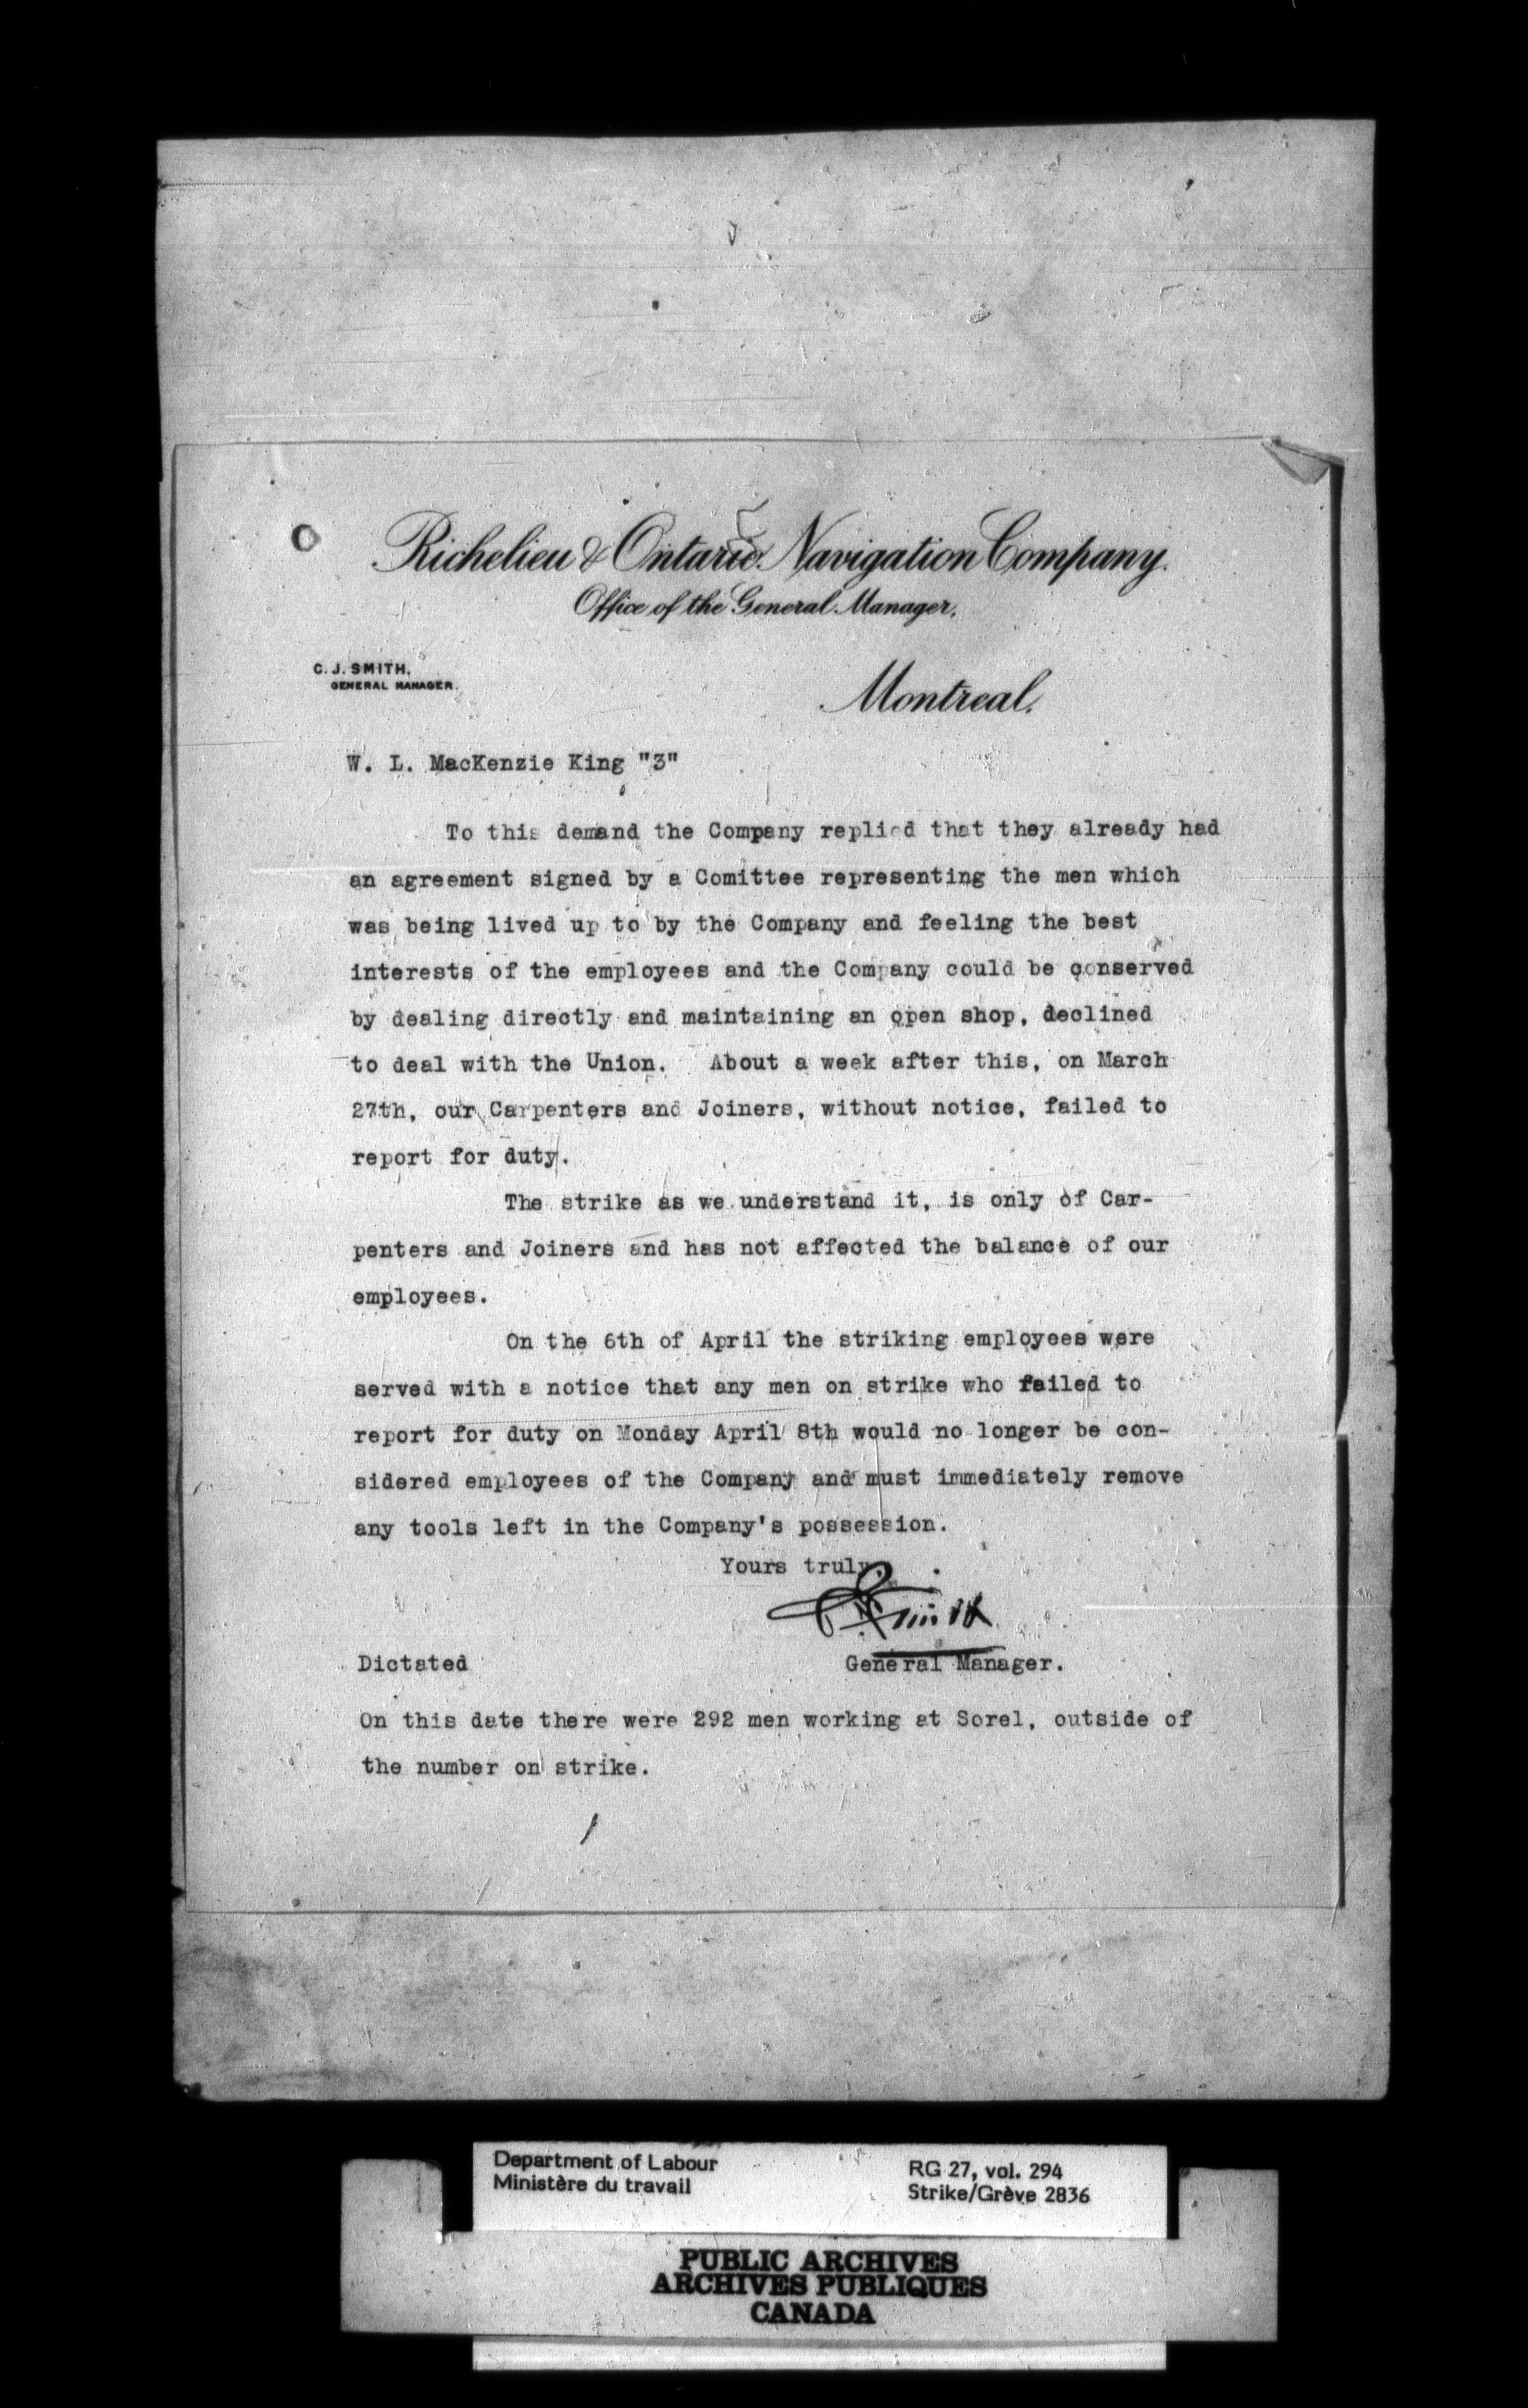 Richelieu & Ontario Navigation Company.
Office of the General Manager,
C. J. SMITH,
GENERAL MANAGER.
Montreal.
W. L. MacKenzie King "3"
To this demand the Company replied that they already had
an agreement signed by a Comittee representing the men which
was being lived up to by the Company and feeling the best
interests of the employees and the Company could be conserved
by dealing directly and maintaining an open shop, declined
to deal with the Union. About a week after this, on March
27th, our Carpenters and Joiners, without notice, failed to
report for duty.
The strike as we understand it, is only of Car-
penters and Joiners and has not affected the balance of our
employees.
On the 6th of April the striking employees were
served with a notice that any men on strike who failed to
report for duty on Monday April 8th would no longer be con-
sidered employees of the Company and must immediately remove
any tools left in the Company's possession.
Yours truly,
C. J. Smith
General Manager.
Dictated
On this date there were 292 men working at Sorel, outside of
the number on strike.
Department of Labour
Ministère du travail
RG 27, vol. 294
Strike/Grève 2836
PUBLIC ARCHIVES
ARCHIVES PUBLIQUES
CANADA